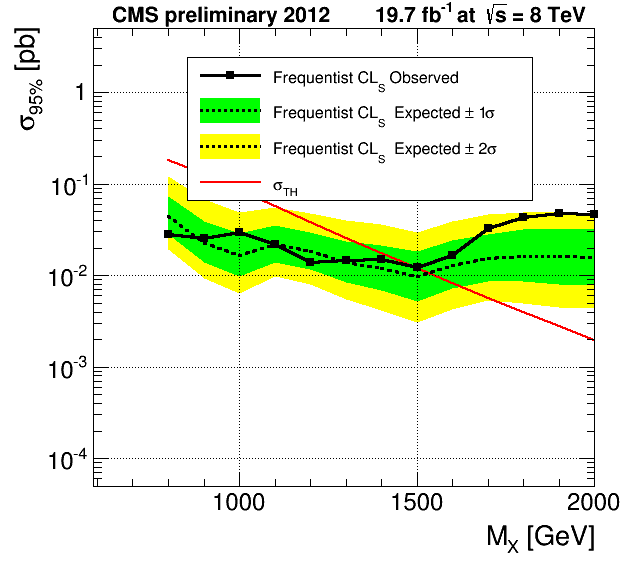 CMS preliminary 2012 19.7 fb⁻¹ at √s = 8 TeV
σ95% [pb]
Frequentist CLS Observed
Frequentist CLS Expected ± 1σ
Frequentist CLS Expected ± 2σ
σTH
1
10⁻¹
10⁻²
10⁻³
10⁻⁴
1000 1500 2000
MX [GeV]